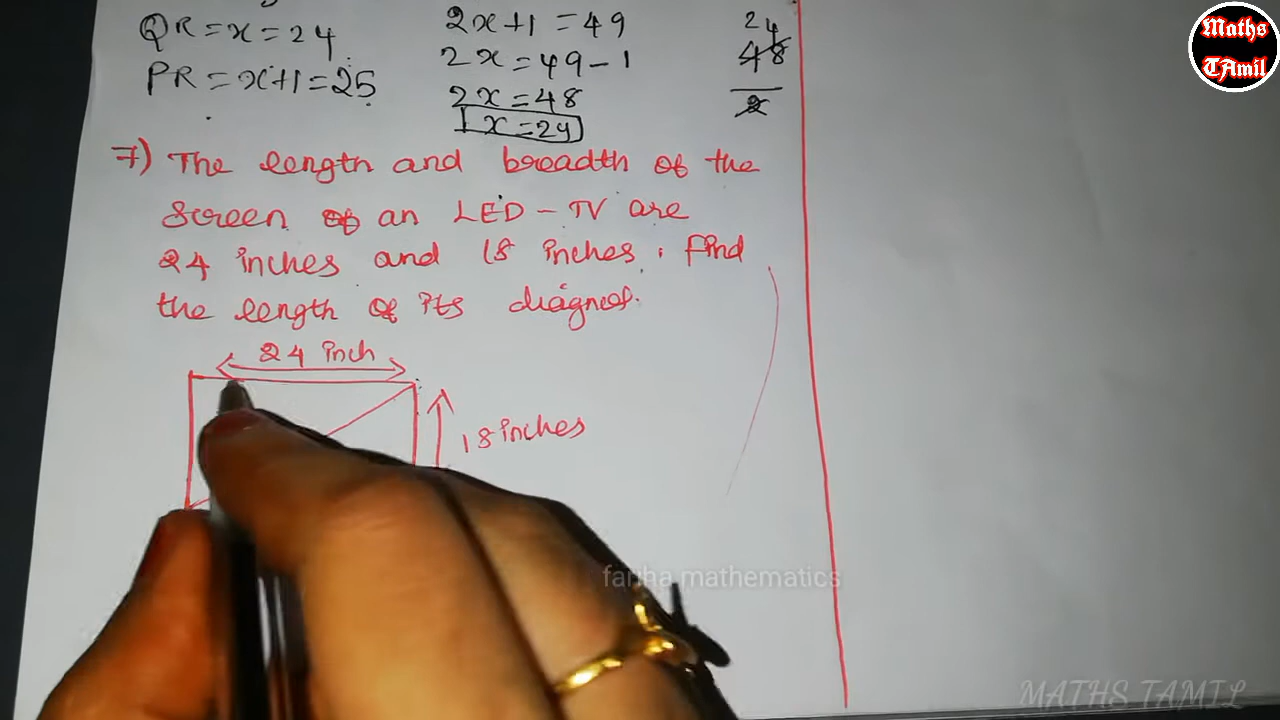 QR = x = 24
PR = x+1 = 25
2x+1 = 49
2x = 49 - 1
2x = 48
x = 24
24
48
2
7) The length and breadth of the
screen of an LED - TV are
24 inches and 18 inches. find
the length of its diagnol.
24 inch
18 inches
Maths
TAmil
fariha mathematics
MATHS TAMIL